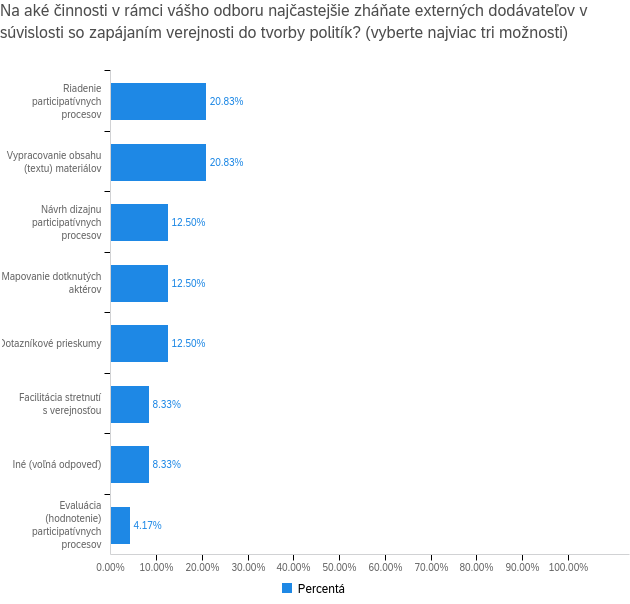 Na aké činnosti v rámci vášho odboru najčastejšie zháňate externých dodávateľov v
súvislosti so zapájaním verejnosti do tvorby politík? (vyberte najviac tri možnosti)
Riadenie
participatívnych
procesov
20.83%
Vypracovanie obsahu
(textu) materiálov
20.83%
Návrh dizajnu
participatívnych
procesov
12.50%
Mapovanie dotknutých
aktérov
12.50%
Dotazníkové prieskumy
12.50%
Facilitácia stretnutí
s verejnosťou
8.33%
Iné (voľná odpoveď)
8.33%
Evaluácia
(hodnotenie)
participatívnych
procesov
4.17%
0.00% 10.00% 20.00% 30.00% 40.00% 50.00% 60.00% 70.00% 80.00% 90.00% 100.00%
Percentá